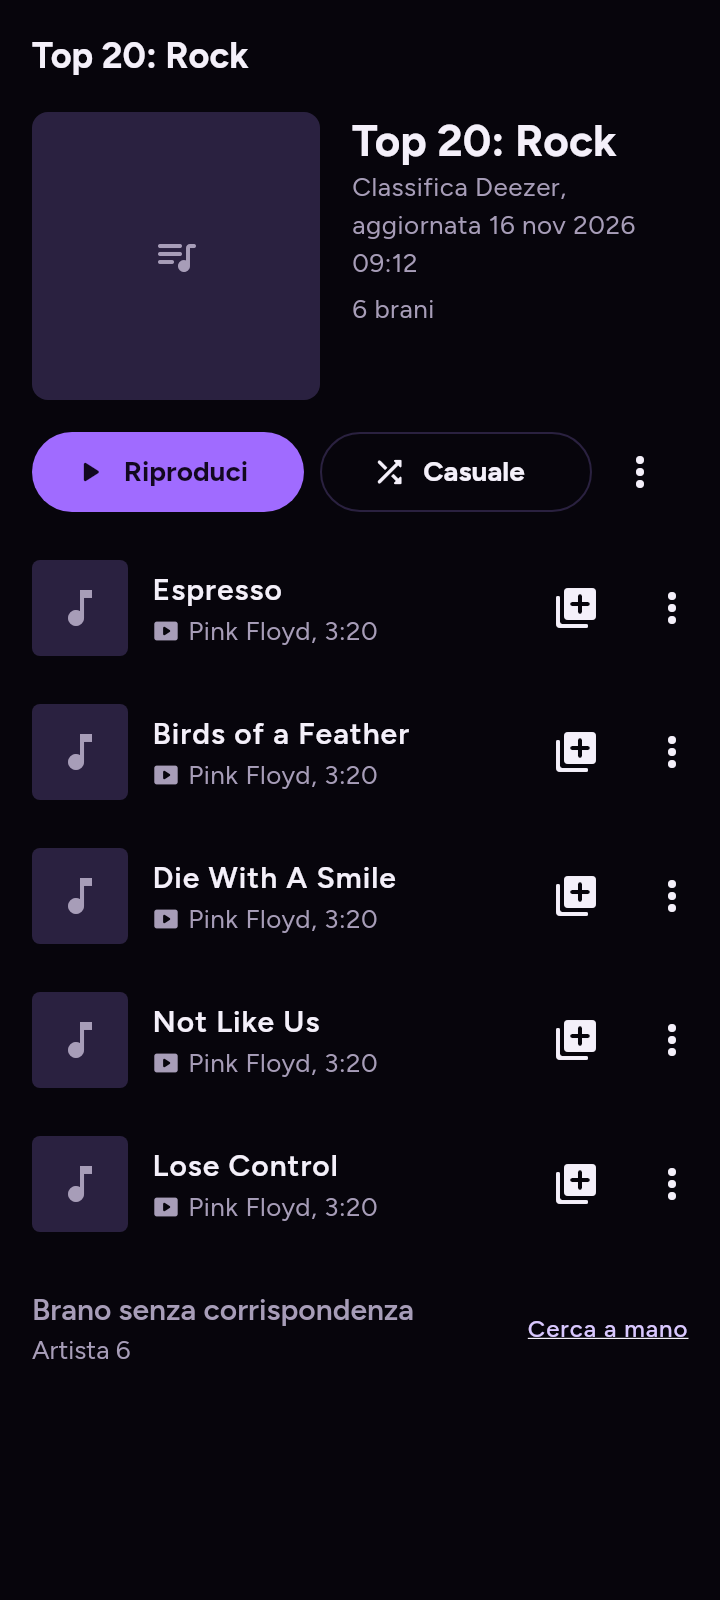 Top 20: Rock
Top 20: Rock
Classifica Deezer,
aggiornata 16 nov 2026
09:12
6 brani
Riproduci
Casuale
Espresso
Pink Floyd, 3:20
Birds of a Feather
Pink Floyd, 3:20
Die With A Smile
Pink Floyd, 3:20
Not Like Us
Pink Floyd, 3:20
Lose Control
Pink Floyd, 3:20
Brano senza corrispondenza
Artista 6
Cerca a mano